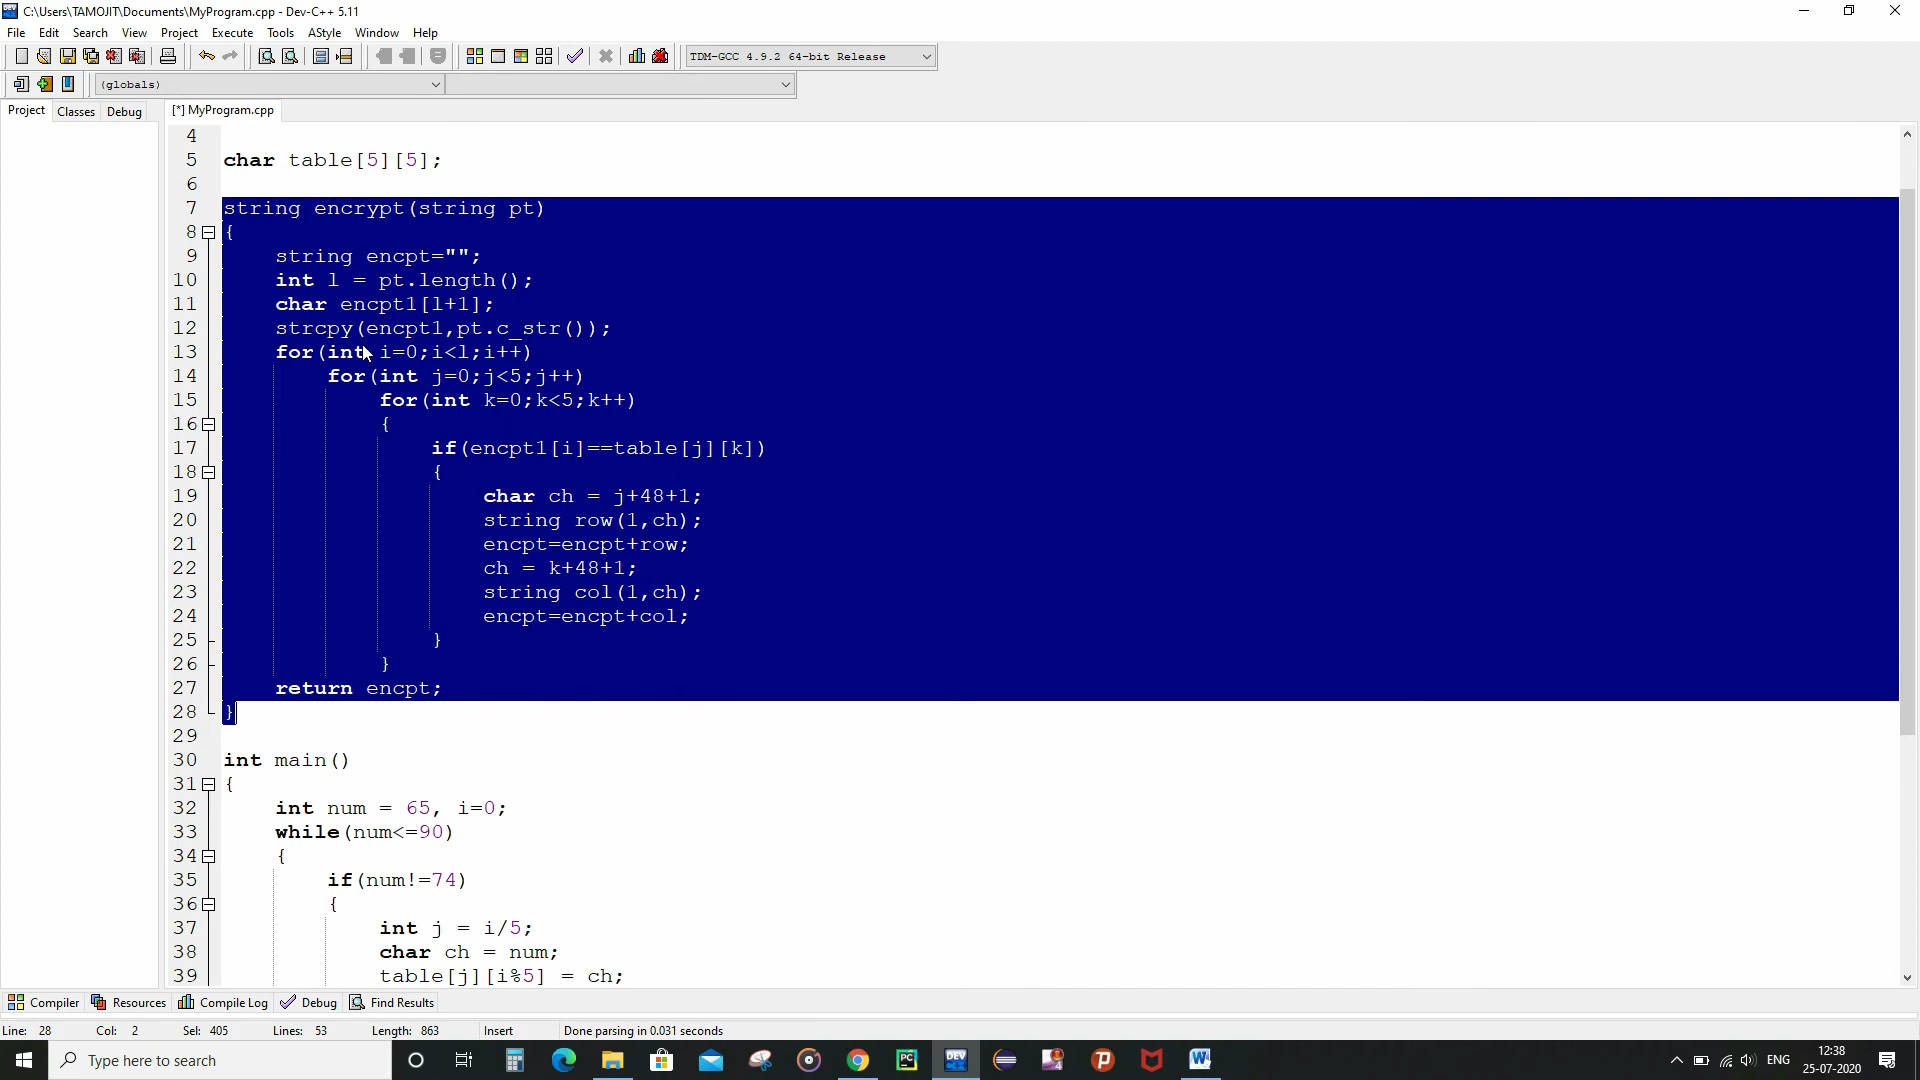 C:\Users\TAMOJIT\Documents\MyProgram.cpp - Dev-C++ 5.11
File Edit Search View Project Execute Tools AStyle Window Help
TDM-GCC 4.9.2 64-bit Release
(globals)
Project Classes Debug [*] MyProgram.cpp
4
5 char table[5][5];
6
7 string encrypt(string pt)
8 {
9 string encpt="";
10 int l = pt.length();
11 char encpt1[l+1];
12 strcpy(encpt1,pt.c_str());
13 for(int i=0;i<l;i++)
14 for(int j=0;j<5;j++)
15 for(int k=0;k<5;k++)
16 {
17 if(encpt1[i]==table[j][k])
18 {
19 char ch = j+48+1;
20 string row(1,ch);
21 encpt=encpt+row;
22 ch = k+48+1;
23 string col(1,ch);
24 encpt=encpt+col;
25 }
26 }
27 return encpt;
28 }
29
30 int main()
31 {
32 int num = 65, i=0;
33 while(num<=90)
34 {
35 if(num!=74)
36 {
37 int j = i/5;
38 char ch = num;
39 table[j][i%5] = ch;
Compiler Resources Compile Log Debug Find Results
Line: 28 Col: 2 Sel: 405 Lines: 53 Length: 863 Insert Done parsing in 0.031 seconds
Type here to search
ENG
12:38
25-07-2020